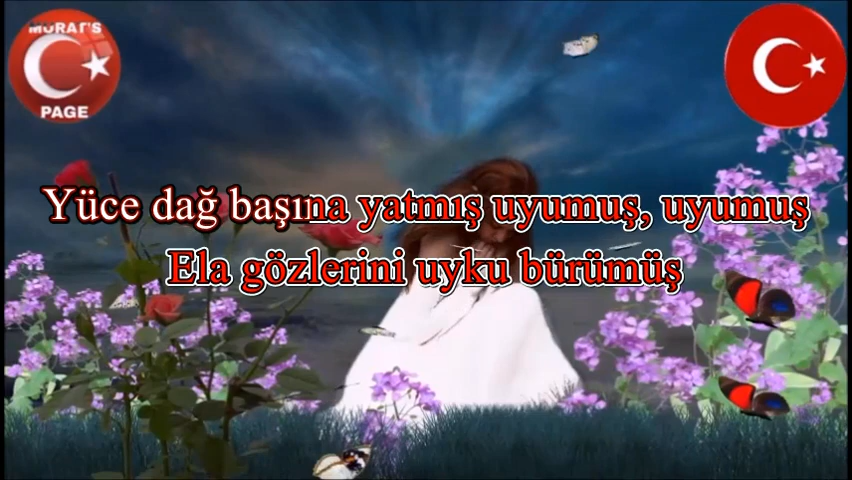 MURAT'S
PAGE
Yüce dağ başına yatmış uyumuş, uyumuş
Ela gözlerini uyku bürümüş